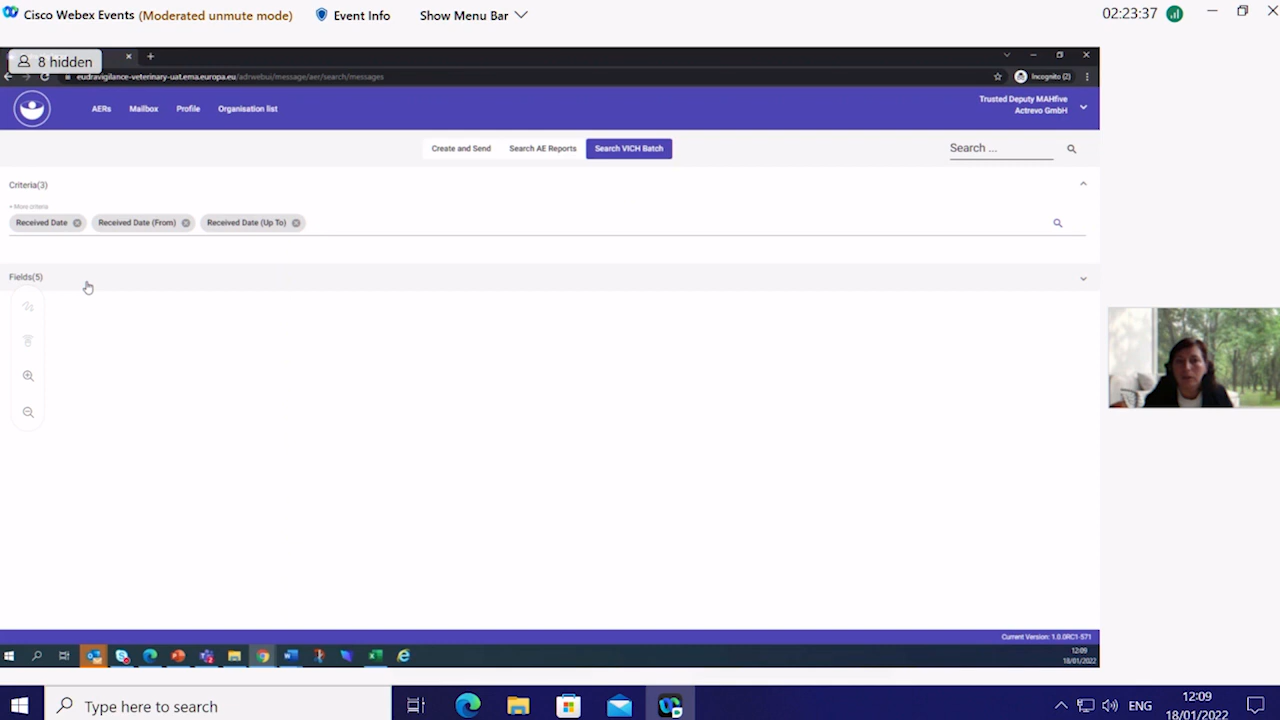 Cisco Webex Events (Moderated unmute mode) Event Info Show Menu Bar 02:23:37
8 hidden
eudravigilance-veterinary-uat.ema.europa.eu/adrwebui/message/aer/search/messages Incognito (2)
AERs Mailbox Profile Organisation list Trusted Deputy MAHfive
Actrevo GmbH
Create and Send Search AE Reports Search VICH Batch Search ...
Criteria(3)
+ More criteria
Received Date Received Date (From) Received Date (Up To)
Fields(5)
Current Version: 1.0.0RC1-571
12:09
18/01/2022
Type here to search ENG 12:09
18/01/2022